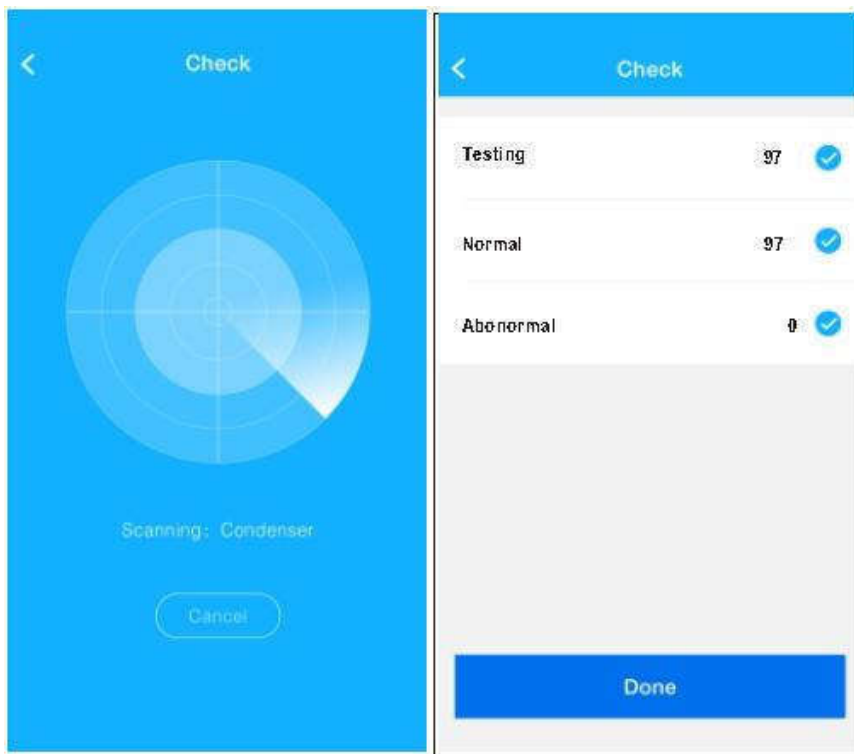 Check
Scanning: Condenser
Cancel
Check
Testing 97
Normal 97
Abonormal 0
Done